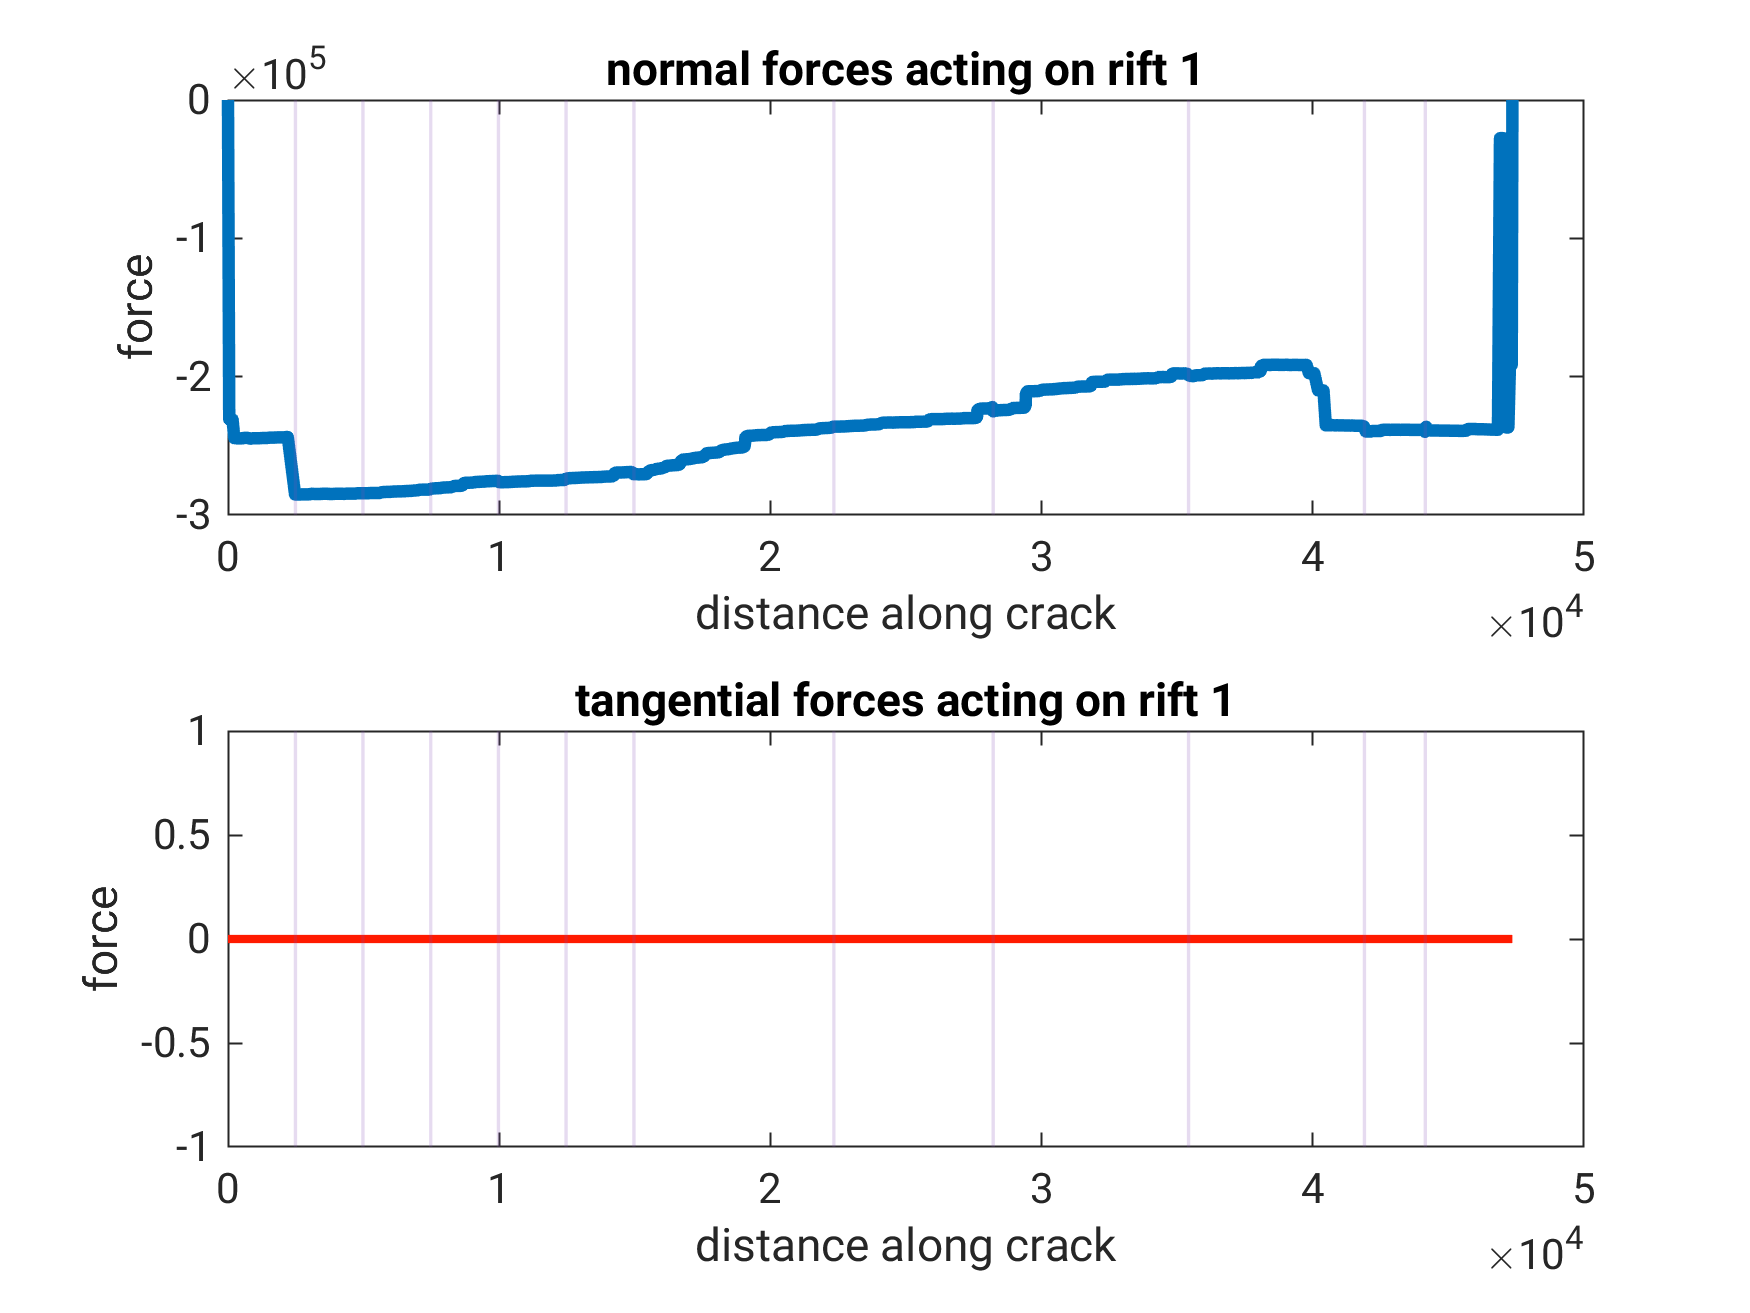 ×10^5
normal forces acting on rift 1
0
-1
-2
-3
force
0 1 2 3 4 5
distance along crack
×10^4
tangential forces acting on rift 1
1
0.5
0
-0.5
-1
force
0 1 2 3 4 5
distance along crack
×10^4